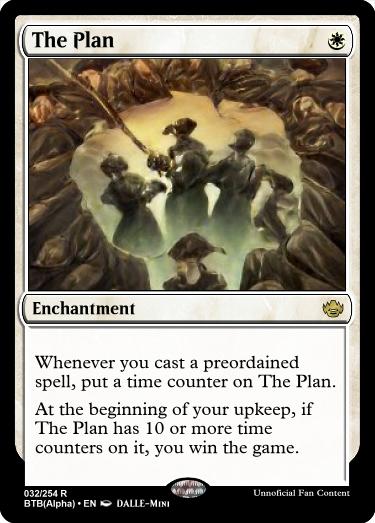 The Plan
Enchantment
Whenever you cast a preordained
spell, put a time counter on The Plan.
At the beginning of your upkeep, if
The Plan has 10 or more time
counters on it, you win the game.
032/254 R
BTB(Alpha) • EN DALLE-Mini
Unofficial Fan Content